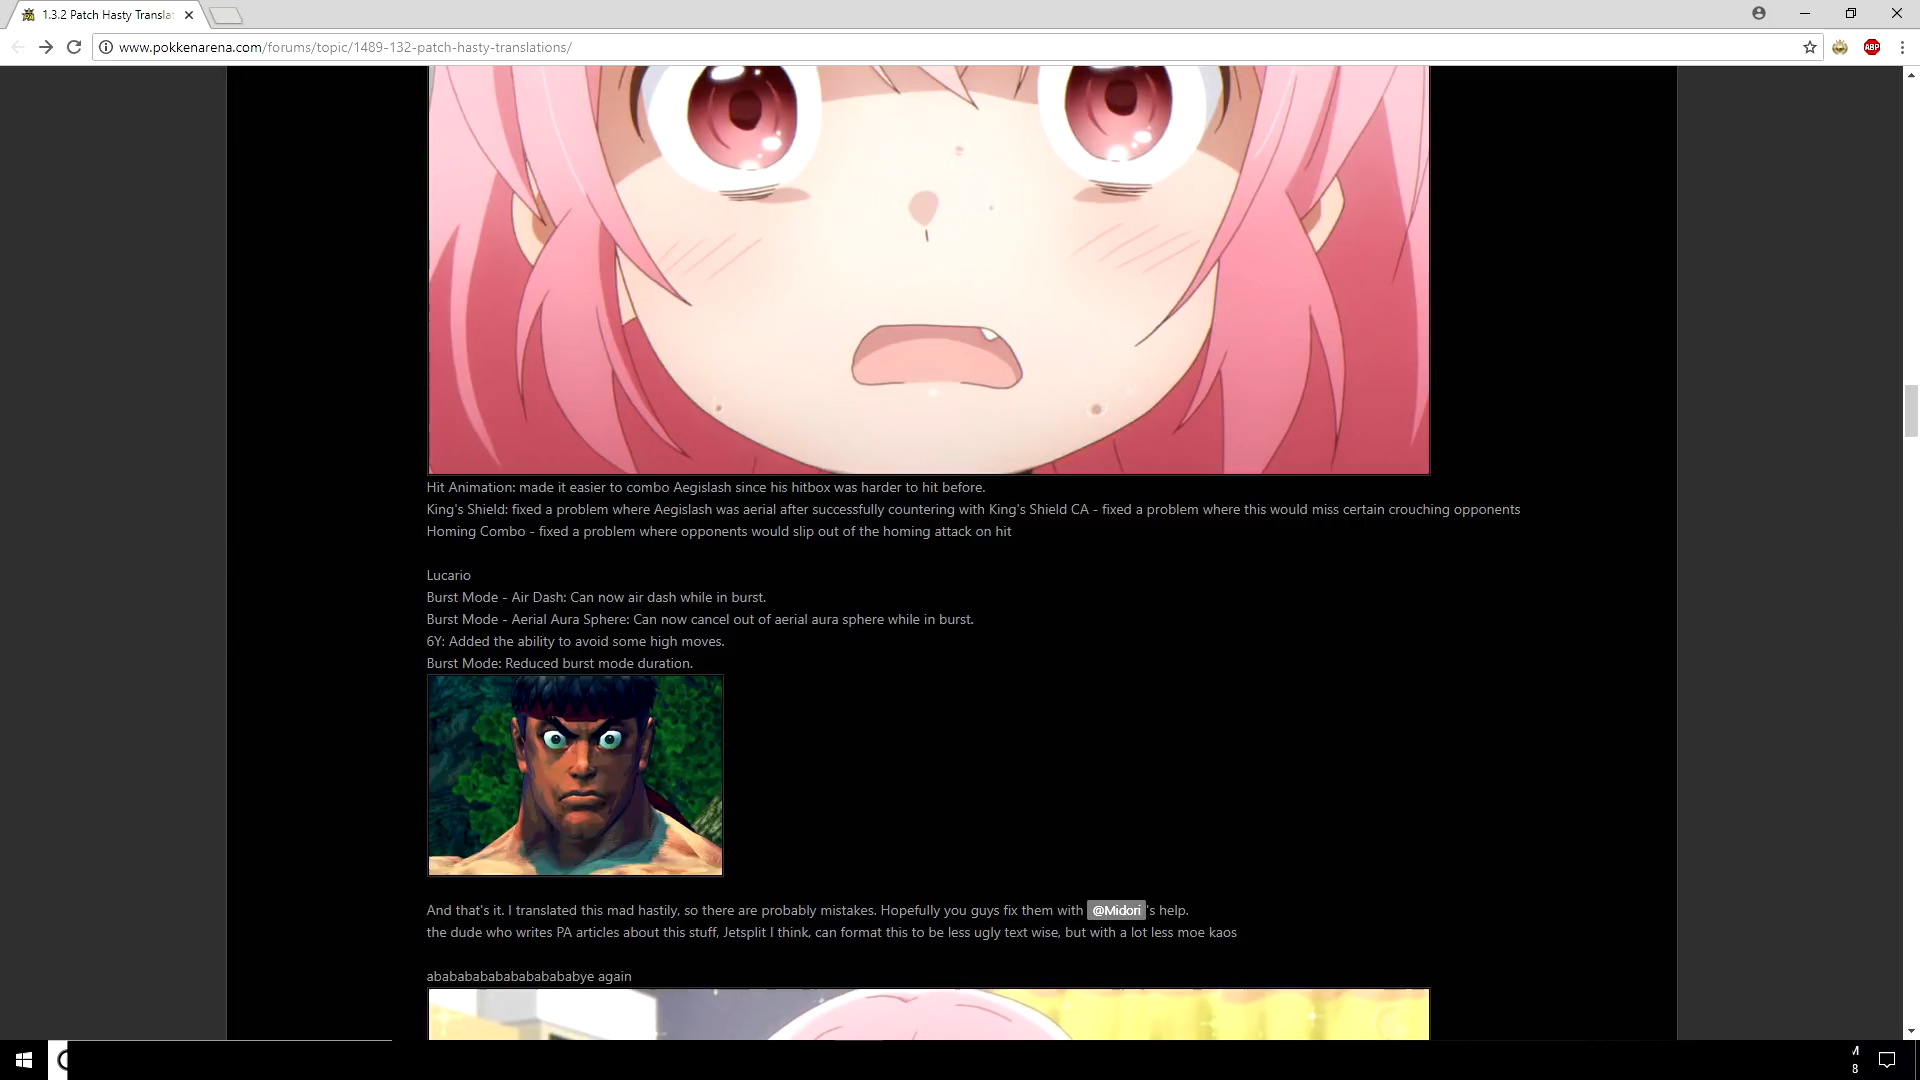 1.3.2 Patch Hasty Transla
www.pokkenarena.com/forums/topic/1489-132-patch-hasty-translations/
ABP
Hit Animation: made it easier to combo Aegislash since his hitbox was harder to hit before.
King's Shield: fixed a problem where Aegislash was aerial after successfully countering with King's Shield CA - fixed a problem where this would miss certain crouching opponents
Homing Combo - fixed a problem where opponents would slip out of the homing attack on hit
Lucario
Burst Mode - Air Dash: Can now air dash while in burst.
Burst Mode - Aerial Aura Sphere: Can now cancel out of aerial aura sphere while in burst.
6Y: Added the ability to avoid some high moves.
Burst Mode: Reduced burst mode duration.
And that's it. I translated this mad hastily, so there are probably mistakes. Hopefully you guys fix them with @Midori 's help.
the dude who writes PA articles about this stuff, Jetsplit I think, can format this to be less ugly text wise, but with a lot less moe kaos
abababababababababye again
8